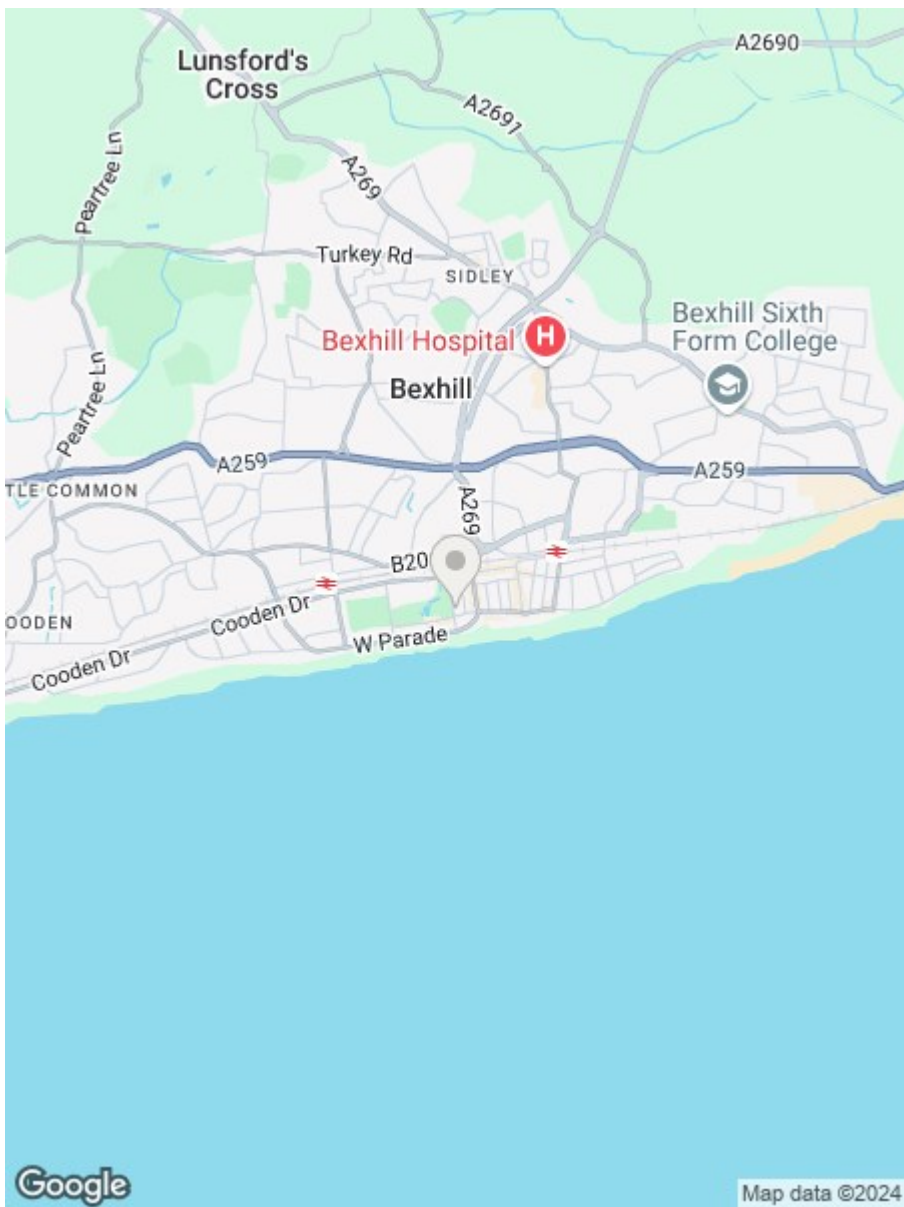 A2690
Lunsford's
Cross
A2691
Peartree Ln
A269
Turkey Rd
SIDLEY
Bexhill Hospital
H
Bexhill Sixth
Form College
Peartree Ln
Bexhill
A259
A259
TLE COMMON
A269
B20
Cooden Dr
OODEN
W Parade
Cooden Dr
Google
Map data ©2024